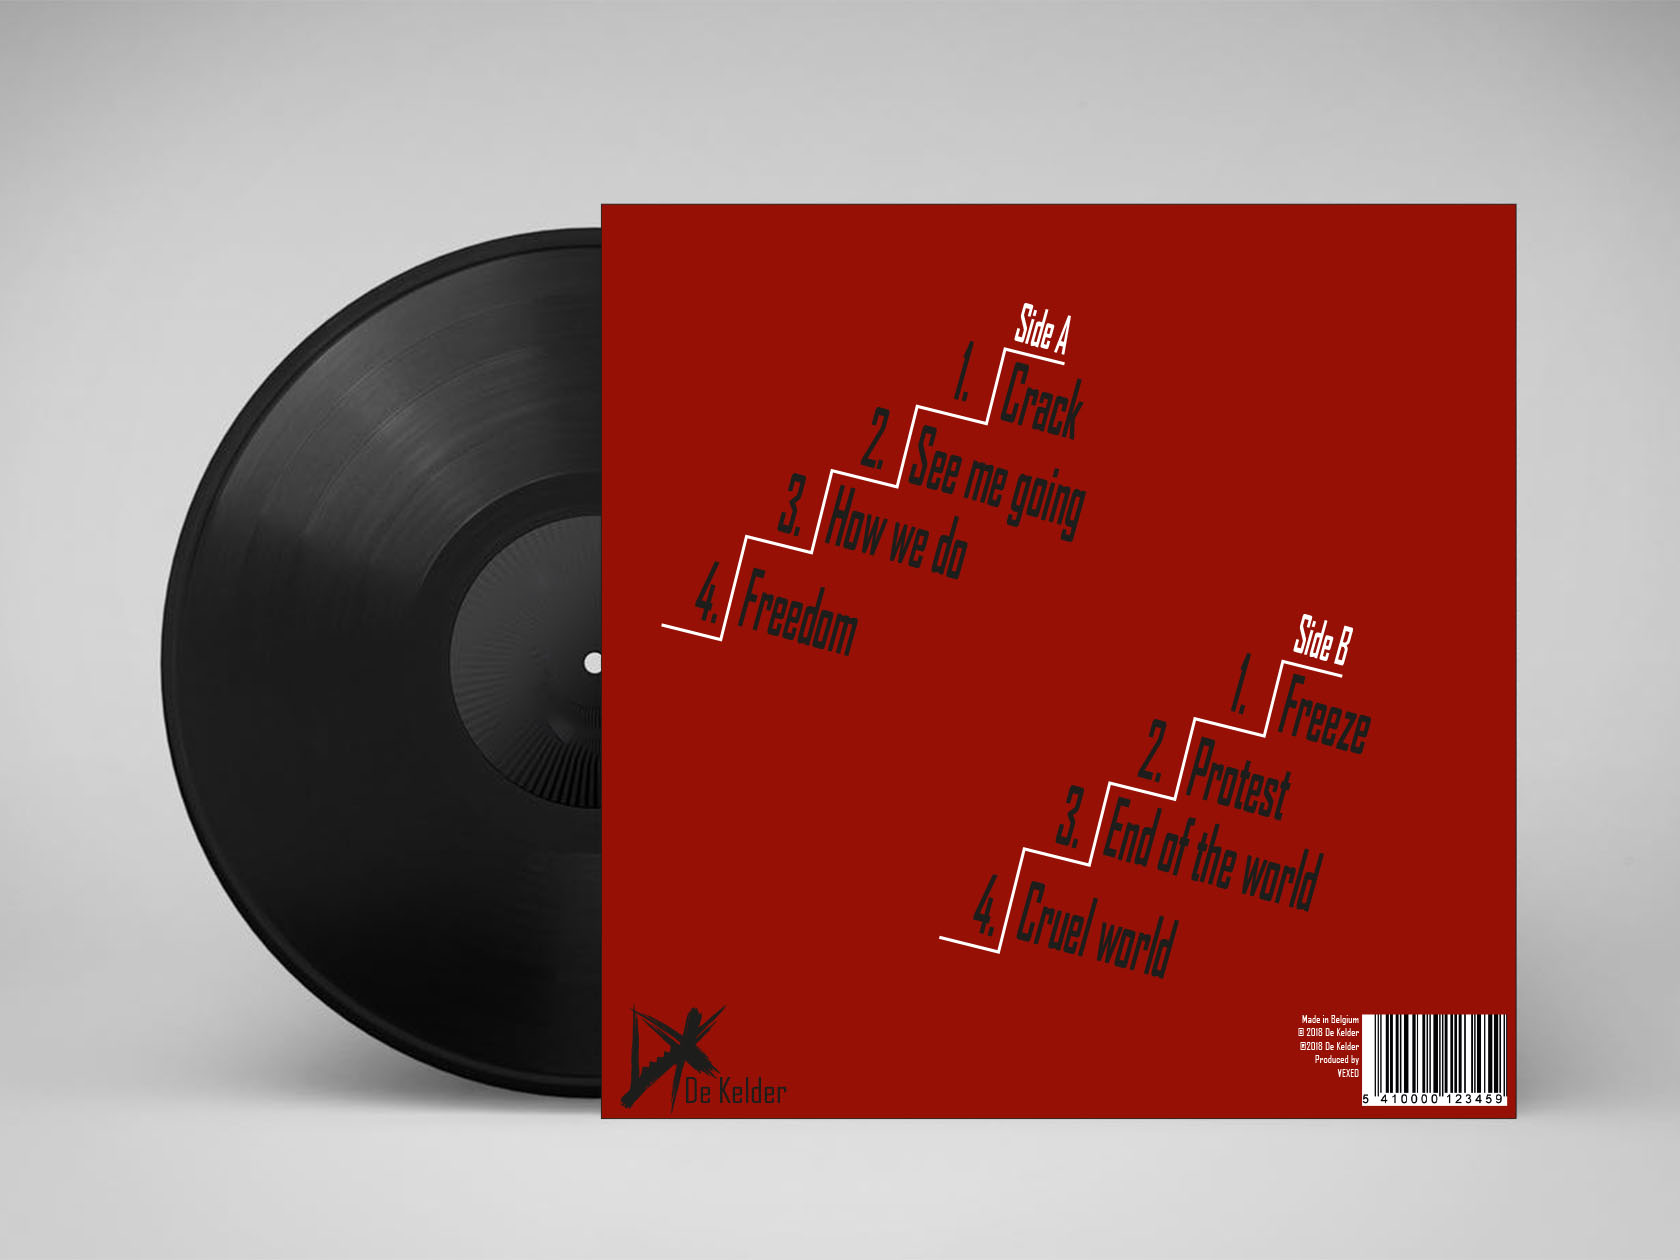 Side A
1. Crack
2. See me going
3. How we do
4. Freedom
Side B
1. Freeze
2. Protest
3. End of the world
4. Cruel world
De Kelder
Made in Belgium
© 2018 De Kelder
℗2018 De Kelder
Produced by
VEXED
5 410000 123459